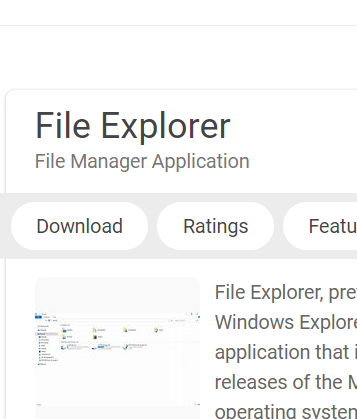 File Explorer
File Manager Application
Download Ratings Featu
File Explorer, pre
Windows Explore
application that i
releases of the M
operating system